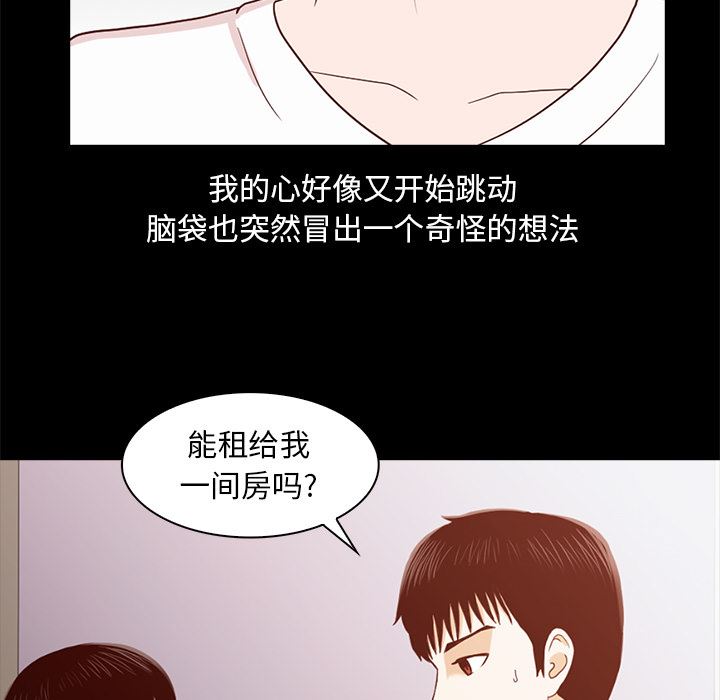 我的心好像又开始跳动
脑袋也突然冒出一个奇怪的想法
能租给我
一间房吗?